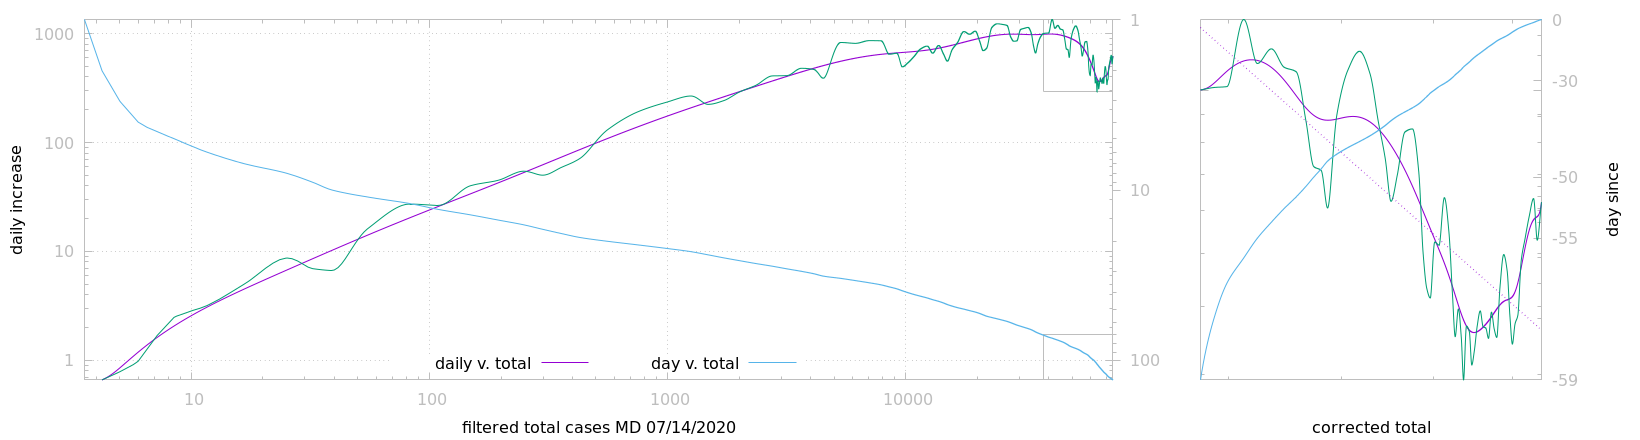 1000
100
10
1
daily increase
10
100
1000
10000
filtered total cases MD 07/14/2020
daily v. total
day v. total
1
10
100
0
-30
-50
-55
-59
day since
corrected total